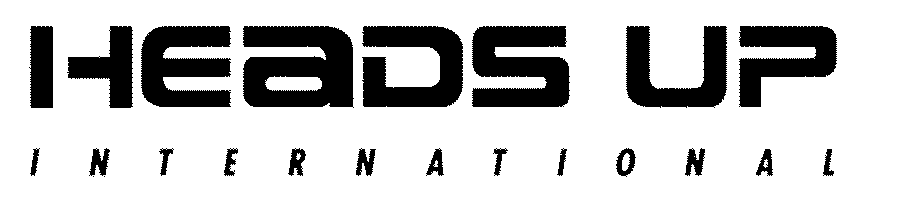 HEADS UP
INTERNATIONAL